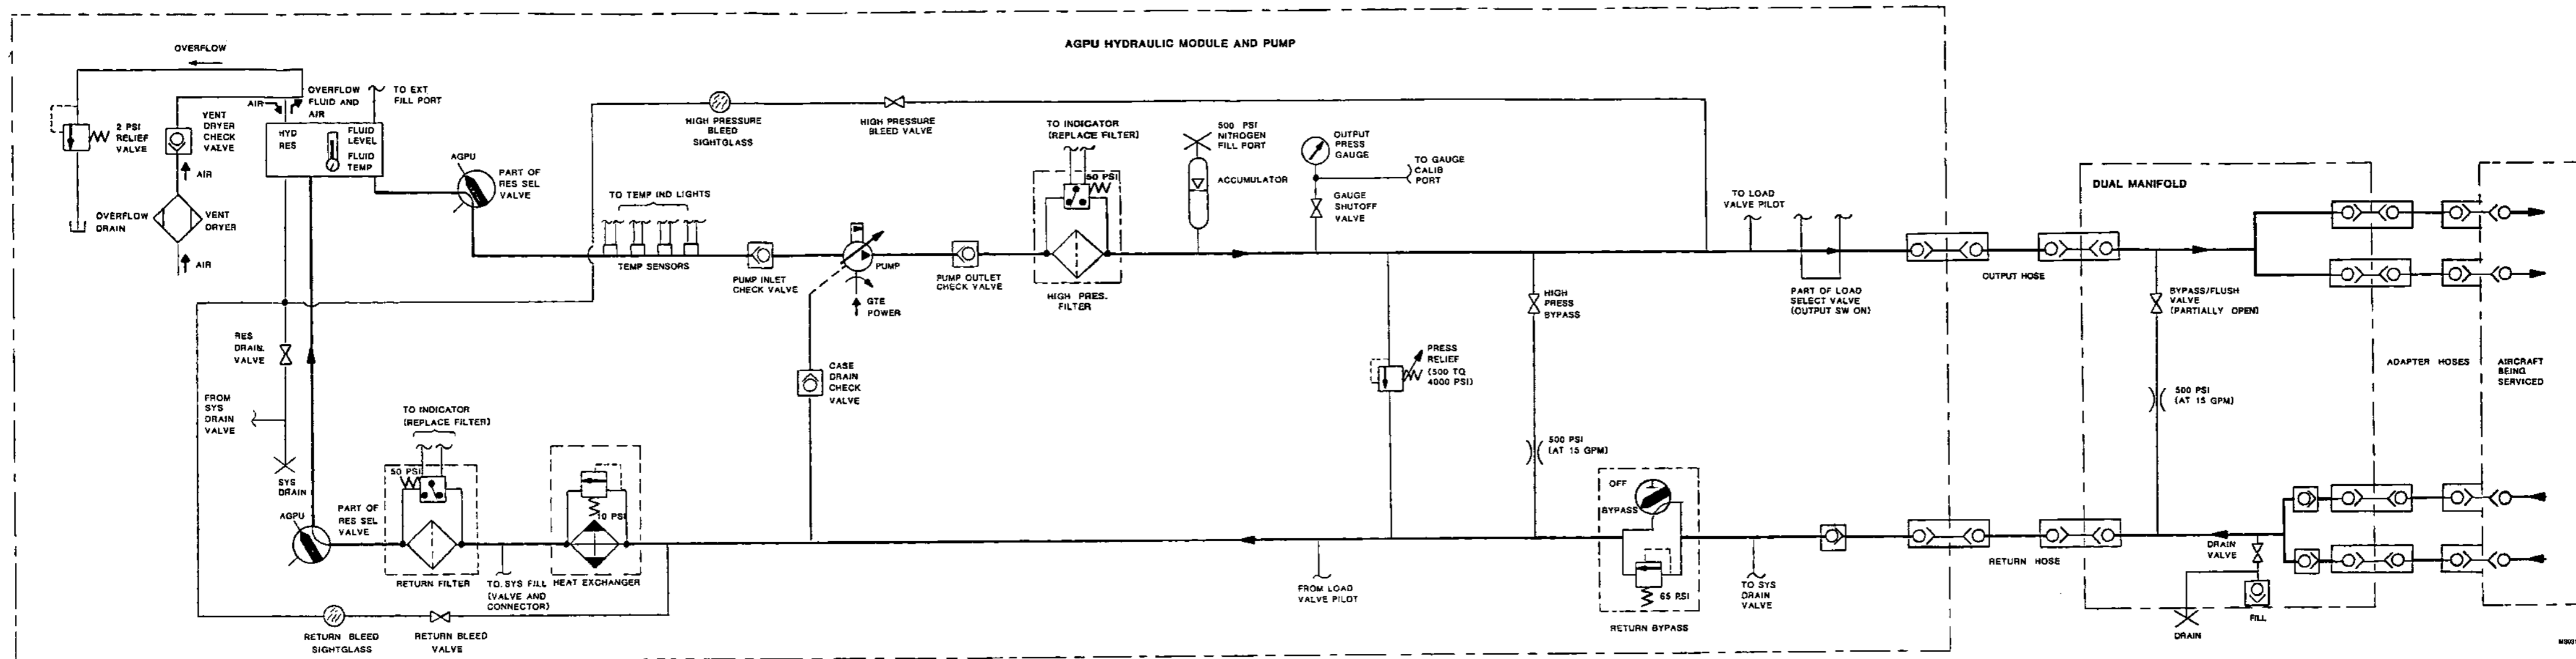 AGPU HYDRAULIC MODULE AND PUMP
OVERFLOW
AIR
OVERFLOW
FLUID AND
AIR
TO EXT
FILL PORT
2 PSI
RELIEF
VALVE
VENT
DRYER
CHECK
VALVE
HYD
RES
FLUID
LEVEL
FLUID
TEMP
AIR
OVERFLOW
DRAIN
VENT
DRYER
AIR
AGPU
PART OF
RES SEL
VALVE
HIGH PRESSURE
BLEED
SIGHTGLASS
HIGH PRESSURE
BLEED VALVE
TO TEMP IND LIGHTS
TEMP SENSORS
PUMP INLET
CHECK VALVE
PUMP
GTE
POWER
PUMP OUTLET
CHECK VALVE
TO INDICATOR
(REPLACE FILTER)
50 PSI
HIGH PRES.
FILTER
500 PSI
NITROGEN
FILL PORT
ACCUMULATOR
OUTPUT
PRESS
GAUGE
TO GAUGE
CALIB
PORT
GAUGE
SHUTOFF
VALVE
TO LOAD
VALVE PILOT
PART OF LOAD
SELECT VALVE
(OUTPUT SW ON)
OUTPUT HOSE
DUAL MANIFOLD
BYPASS/FLUSH
VALVE
(PARTIALLY OPEN)
500 PSI
(AT 15 GPM)
ADAPTER HOSES
AIRCRAFT
BEING
SERVICED
HIGH
PRESS
BYPASS
PRESS
RELIEF
(500 TO
4000 PSI)
500 PSI
(AT 15 GPM)
CASE
DRAIN
CHECK
VALVE
RES
DRAIN.
VALVE
FROM
SYS
DRAIN
VALVE
SYS
DRAIN
AGPU
PART OF
RES SEL
VALVE
TO INDICATOR
(REPLACE FILTER)
50 PSI
RETURN FILTER
TO SYS FILL
(VALVE AND
CONNECTOR)
10 PSI
HEAT EXCHANGER
RETURN BLEED
SIGHTGLASS
RETURN BLEED
VALVE
FROM LOAD
VALVE PILOT
OFF
BYPASS
65 PSI
RETURN BYPASS
TO SYS
DRAIN
VALVE
RETURN HOSE
DRAIN
VALVE
DRAIN
FILL